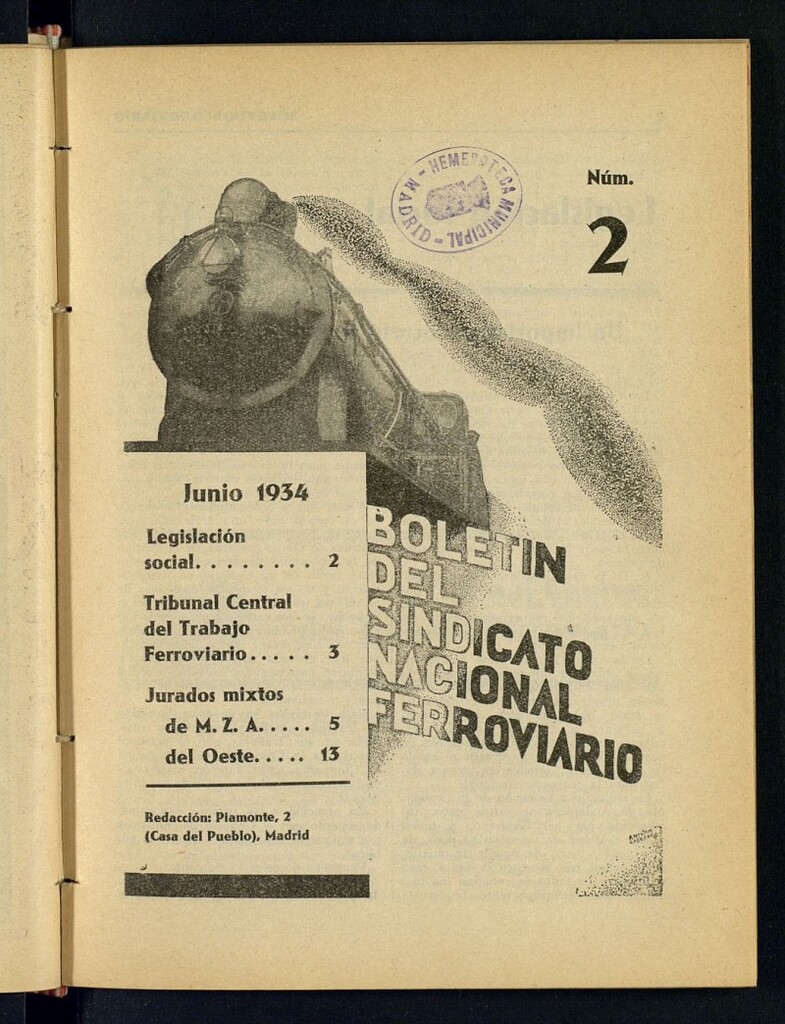 HEMEROTECA MUNICIPAL - MADRID -
Núm.
2
Junio 1934
Legislación
social. . . . . . . . 2
Tribunal Central
del Trabajo
Ferroviario . . . . . 3
Jurados mixtos
de M. Z. A. . . . . 5
del Oeste. . . . . 13
Redacción: Piamonte, 2
(Casa del Pueblo), Madrid
BOLETIN
DEL
SINDICATO
NACIONAL
FERROVIARIO